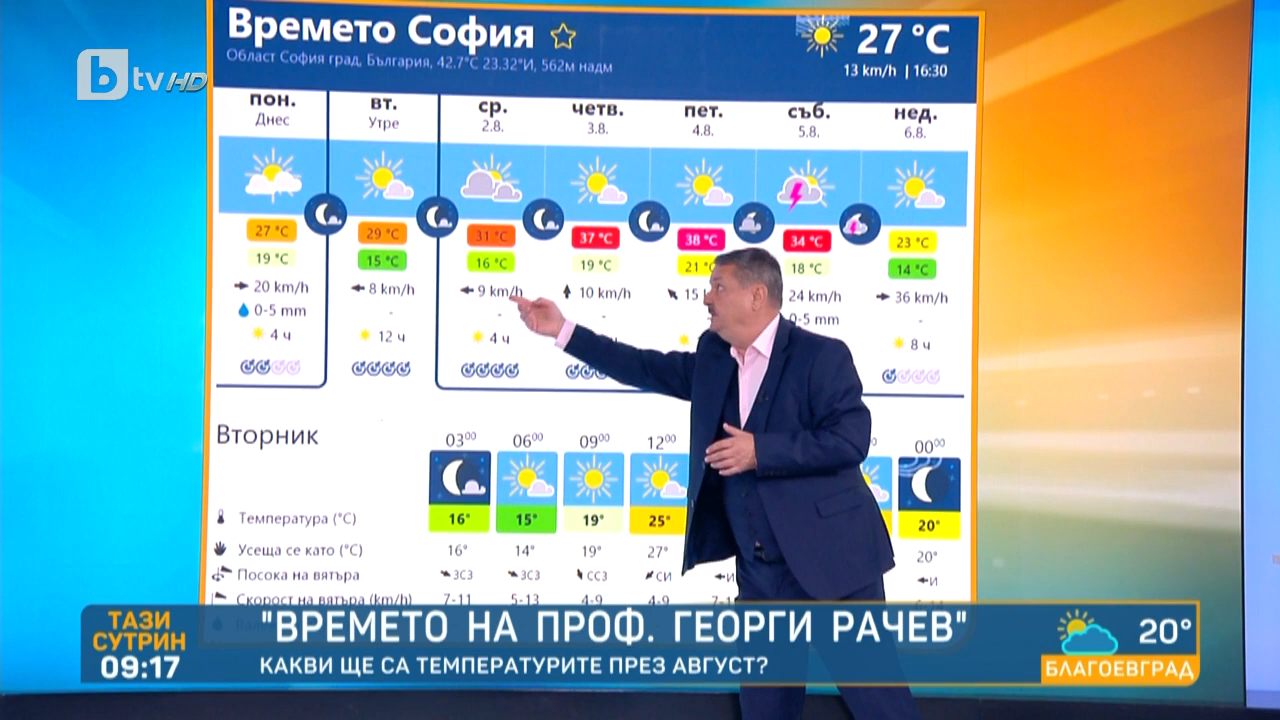 Времето София
27 °C
Област София град, България, 42.7°С 23.32°И, 562м надм
13 km/h | 16:30
btv HD
пон. вт. ср. четв. пет. съб. нед.
Днес Утре 2.8. 3.8. 4.8. 5.8. 6.8.
27 °C 29 °C 31 °C 37 °C 38 °C 34 °C 23 °C
19 °C 15 °C 16 °C 19 °C 21 °C 18 °C 14 °C
20 km/h 8 km/h 9 km/h 10 km/h 15 24 km/h 36 km/h
0-5 mm - - - 0-5 mm -
4 ч 12 ч 4 ч 8 ч
Вторник
03⁰⁰ 06⁰⁰ 09⁰⁰ 12⁰⁰ 00⁰⁰
16° 15° 19° 25° 20°
Температура (°C)
Усеща се като (°C) 16° 14° 19° 27° 20°
Посока на вятъра ЗСЗ ЗСЗ ССЗ СИ И И
Скорост на вятъра (km/h) 7-11 5-13 4-9 4-9
ТАЗИ
СУТРИН
09:17
"ВРЕМЕТО НА ПРОФ. ГЕОРГИ РАЧЕВ"
КАКВИ ЩЕ СА ТЕМПЕРАТУРИТЕ ПРЕЗ АВГУСТ?
20°
БЛАГОЕВГРАД